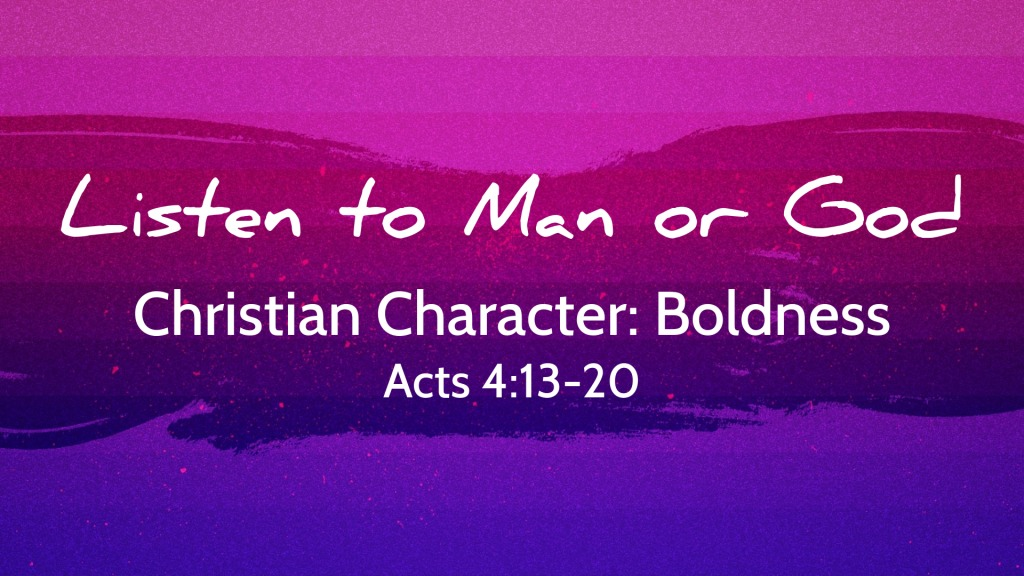 Listen to Man or God
Christian Character: Boldness
Acts 4:13-20